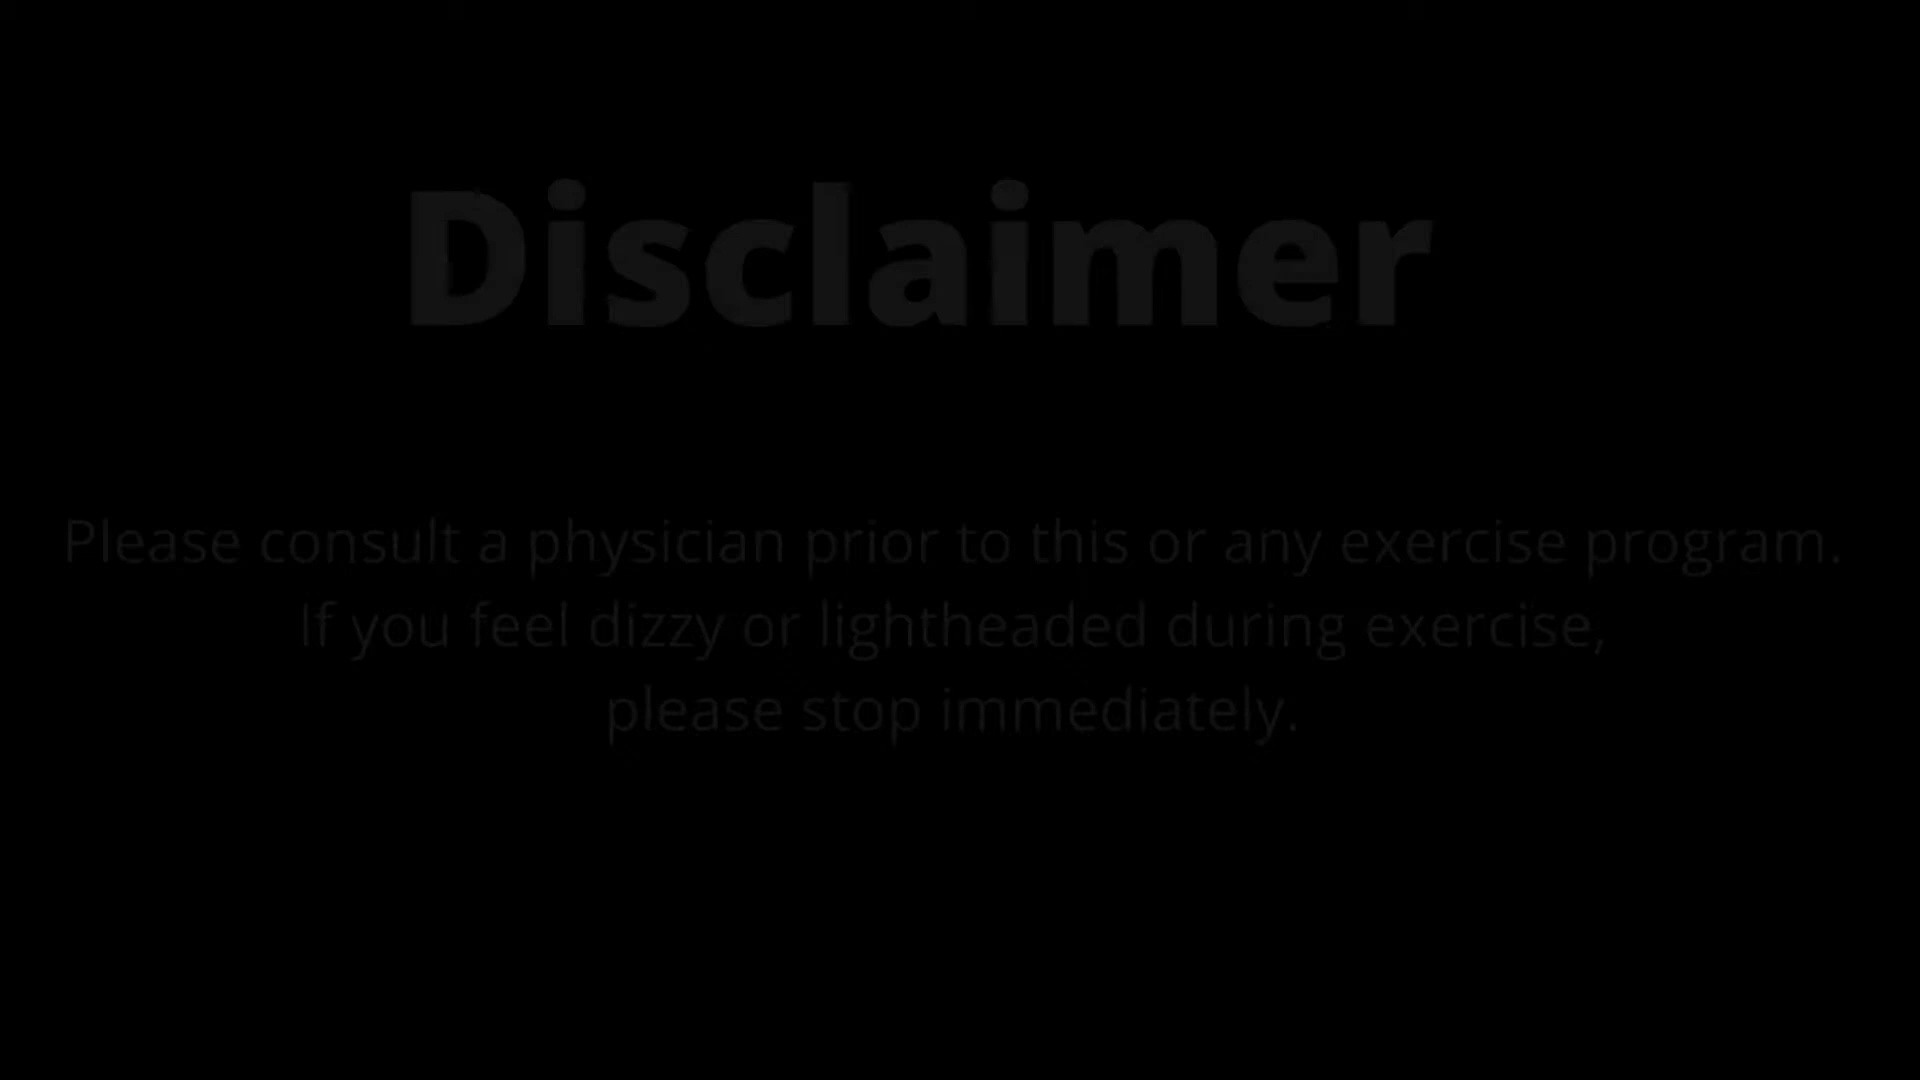 Disclaimer
Please consult a physician prior to this or any exercise program.
If you feel dizzy or lightheaded during exercise,
please stop immediately.